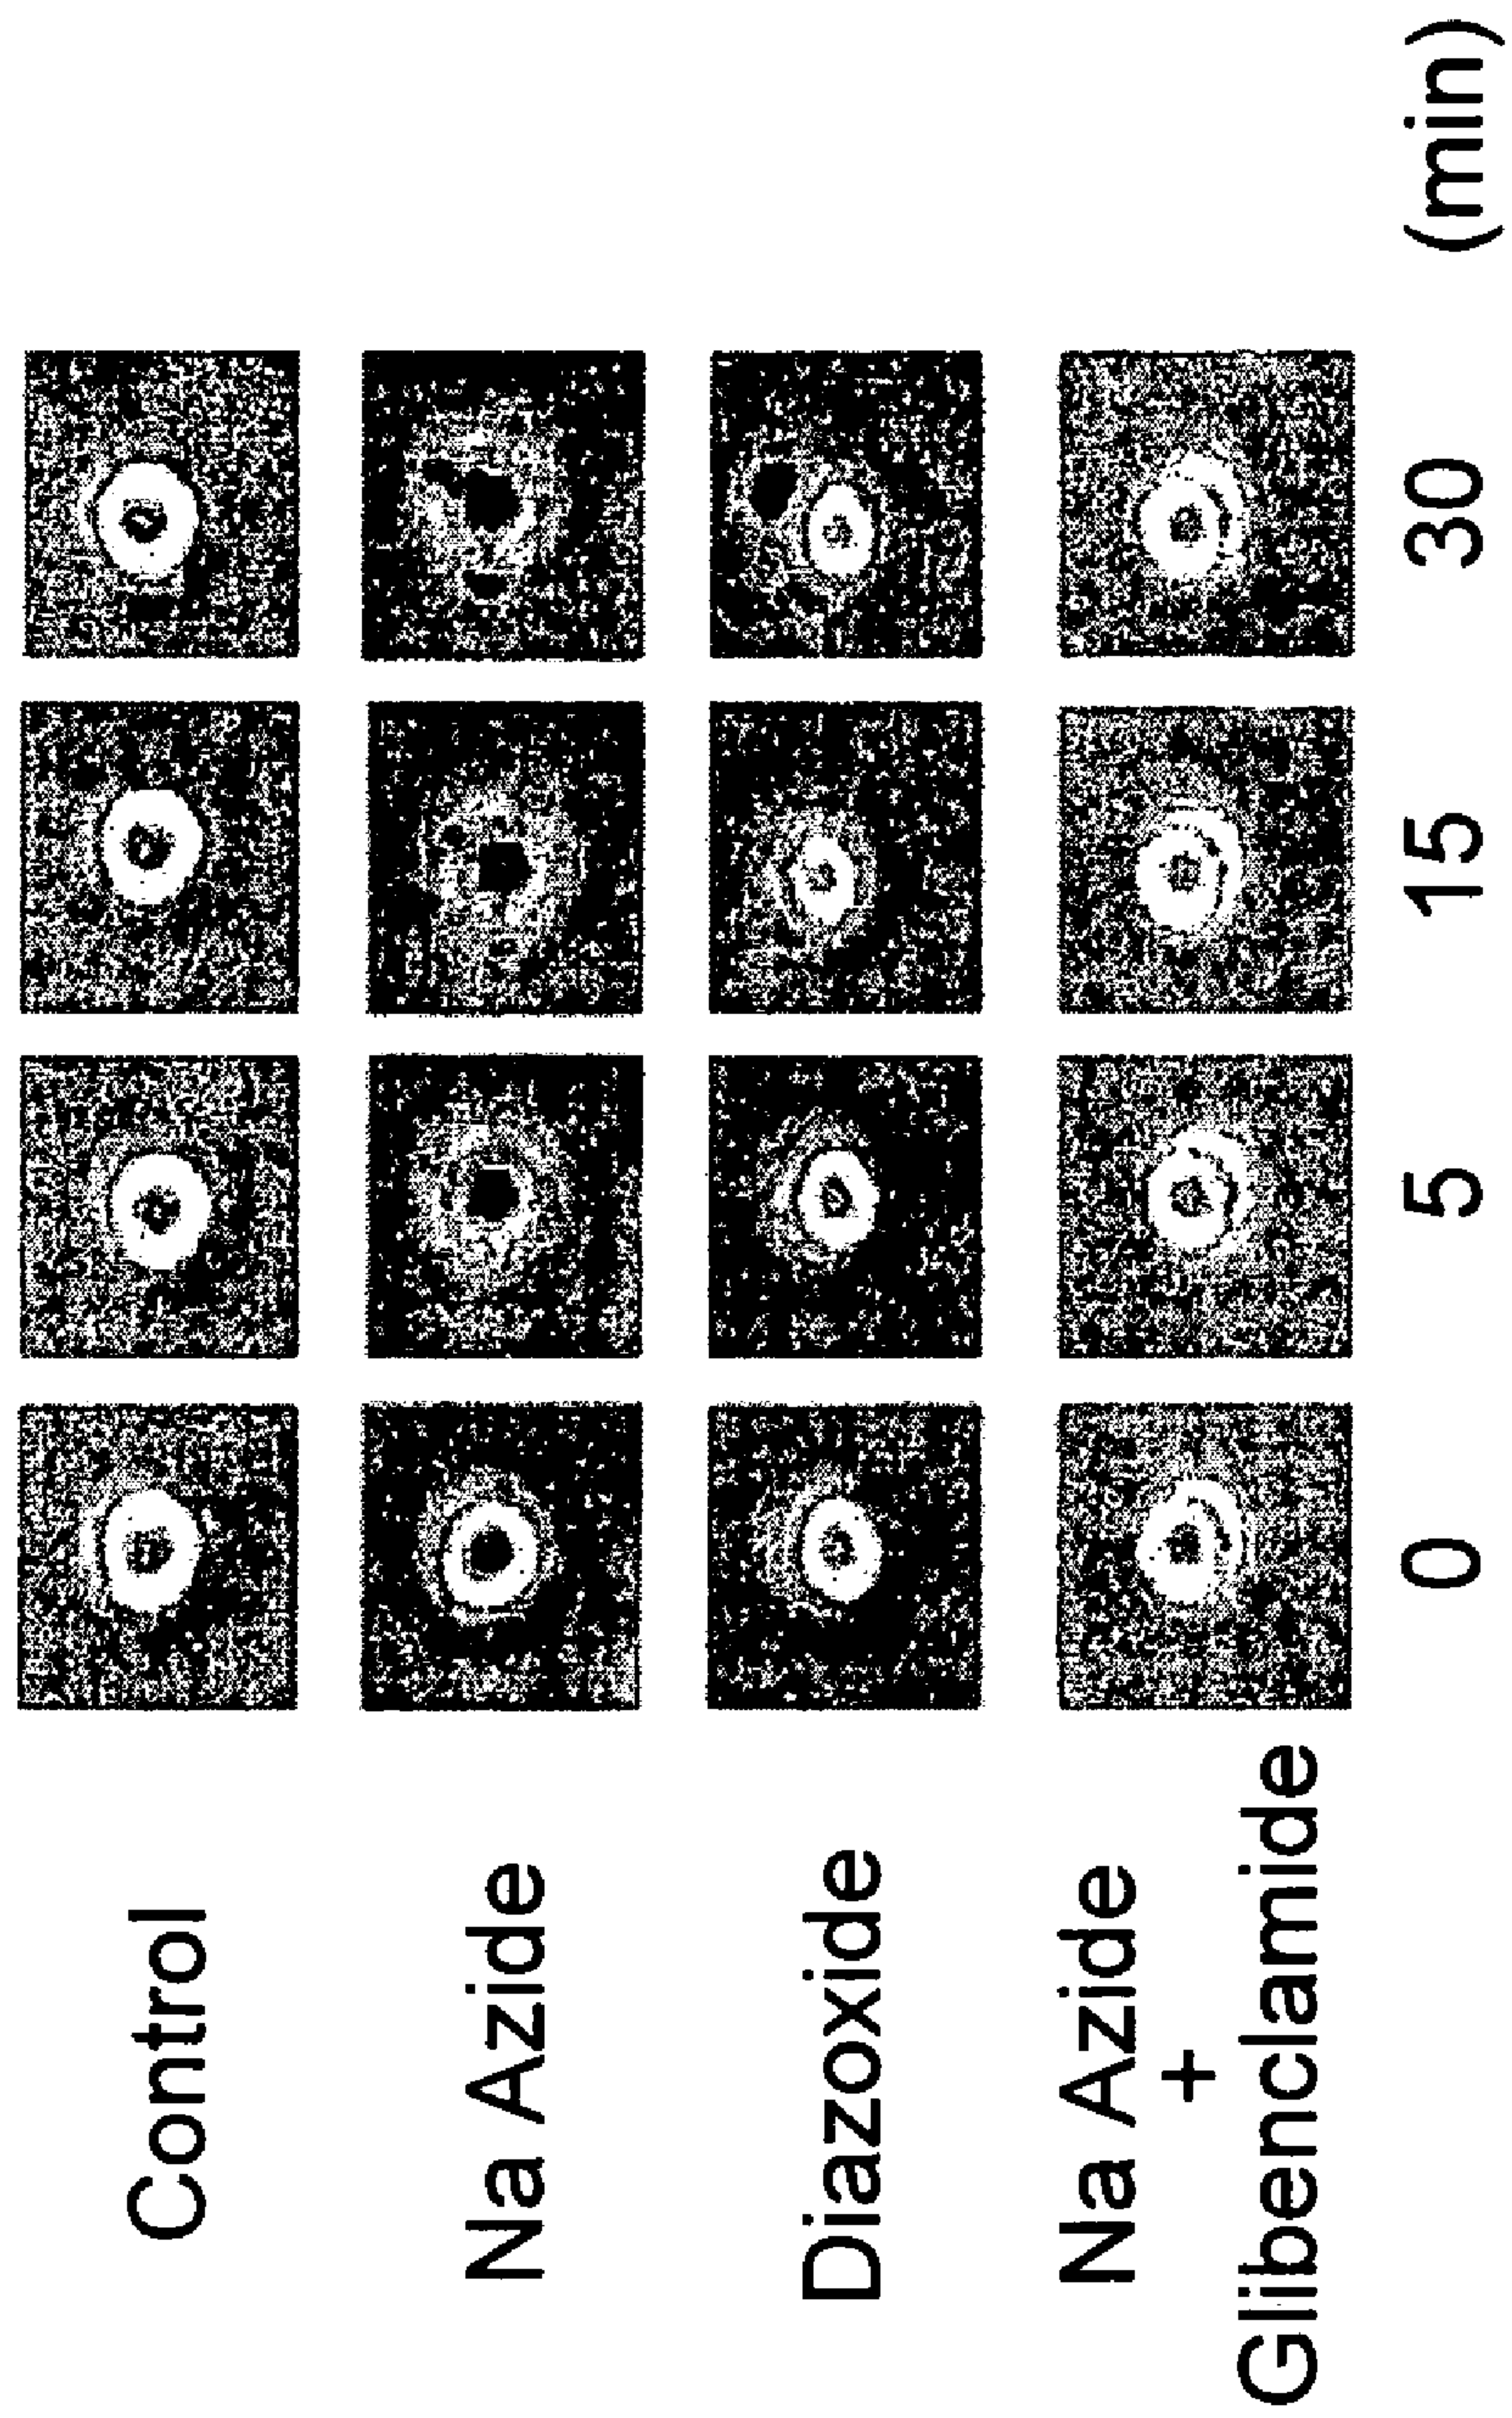 Control
Na Azide
Diazoxide
Na Azide
+
Glibenclamide
0 5 15 30 (min)